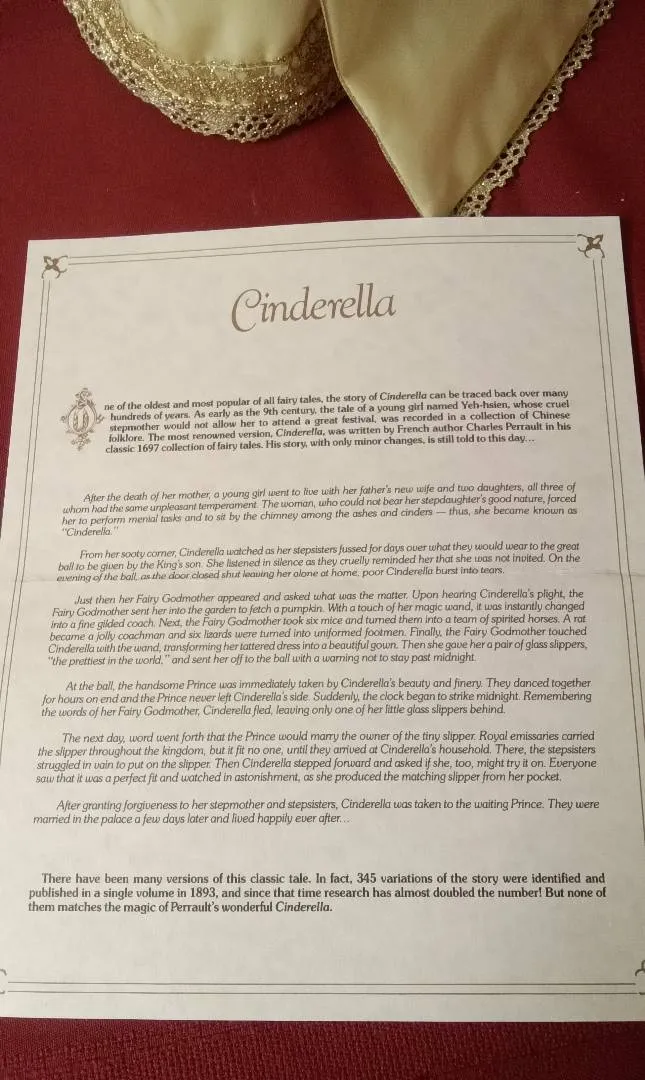 Cinderella
One of the oldest and most popular of all fairy tales, the story of Cinderella can be traced back over many
hundreds of years. As early as the 9th century, the tale of a young girl named Yeh-hsien, whose cruel
stepmother would not allow her to attend a great festival, was recorded in a collection of Chinese
folklore. The most renowned version, Cinderella, was written by French author Charles Perrault in his
classic 1697 collection of fairy tales. His story, with only minor changes, is still told to this day...
After the death of her mother, a young girl went to live with her father's new wife and two daughters, all three of
whom had the same unpleasant temperament. The woman, who could not bear her stepdaughter's good nature, forced
her to perform menial tasks and to sit by the chimney among the ashes and cinders — thus, she became known as
"Cinderella."
From her sooty corner, Cinderella watched as her stepsisters fussed for days over what they would wear to the great
ball to be given by the King's son. She listened in silence as they cruelly reminded her that she was not invited. On the
evening of the ball, as the door closed shut leaving her alone at home, poor Cinderella burst into tears.
Just then her Fairy Godmother appeared and asked what was the matter. Upon hearing Cinderella's plight, the
Fairy Godmother sent her into the garden to fetch a pumpkin. With a touch of her magic wand, it was instantly changed
into a fine gilded coach. Next, the Fairy Godmother took six mice and turned them into a team of spirited horses. A rat
became a jolly coachman and six lizards were turned into uniformed footmen. Finally, the Fairy Godmother touched
Cinderella with the wand, transforming her tattered dress into a beautiful gown. Then she gave her a pair of glass slippers,
"the prettiest in the world," and sent her off to the ball with a warning not to stay past midnight.
At the ball, the handsome Prince was immediately taken by Cinderella's beauty and finery. They danced together
for hours on end and the Prince never left Cinderella's side. Suddenly, the clock began to strike midnight. Remembering
the words of her Fairy Godmother, Cinderella fled, leaving only one of her little glass slippers behind.
The next day, word went forth that the Prince would marry the owner of the tiny slipper. Royal emissaries carried
the slipper throughout the kingdom, but it fit no one, until they arrived at Cinderella's household. There, the stepsisters
struggled in vain to put on the slipper. Then Cinderella stepped forward and asked if she, too, might try it on. Everyone
saw that it was a perfect fit and watched in astonishment, as she produced the matching slipper from her pocket.
After granting forgiveness to her stepmother and stepsisters, Cinderella was taken to the waiting Prince. They were
married in the palace a few days later and lived happily ever after...
There have been many versions of this classic tale. In fact, 345 variations of the story were identified and
published in a single volume in 1893, and since that time research has almost doubled the number! But none of
them matches the magic of Perrault's wonderful Cinderella.